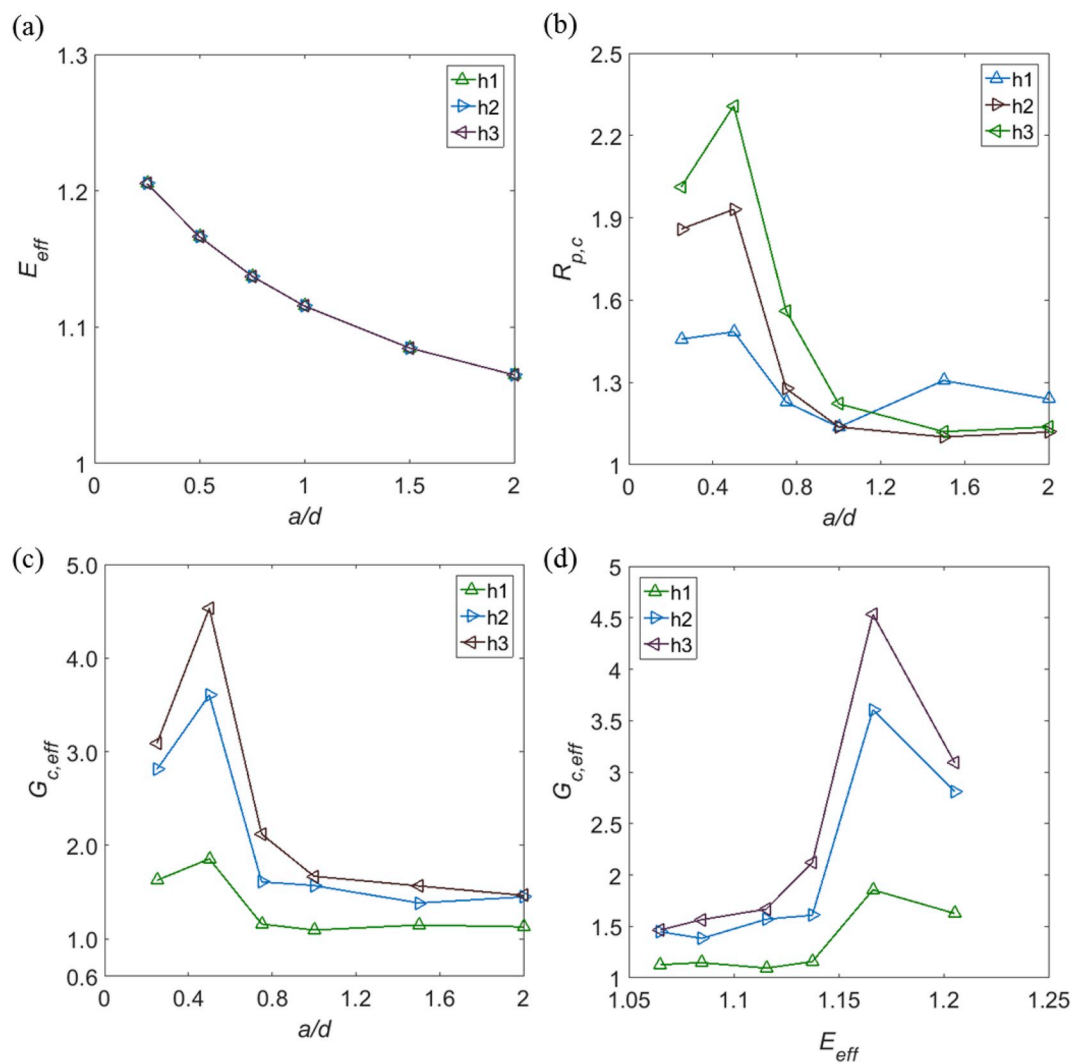 (a)
1.3
1.2
1.1
1
E_eff
h1
h2
h3
0 0.5 1 1.5 2
a/d
(b)
2.5
2.2
1.9
1.6
1.3
1
R_p,c
h1
h2
h3
0 0.4 0.8 1.2 1.6 2
a/d
(c)
5.0
4.0
3.0
2.0
1.0
0.6
G_c,eff
h1
h2
h3
0 0.4 0.8 1.2 1.6 2
a/d
(d)
5
4.5
4
3.5
3
2.5
2
1.5
1
G_c,eff
h1
h2
h3
1.05 1.1 1.15 1.2 1.25
E_eff